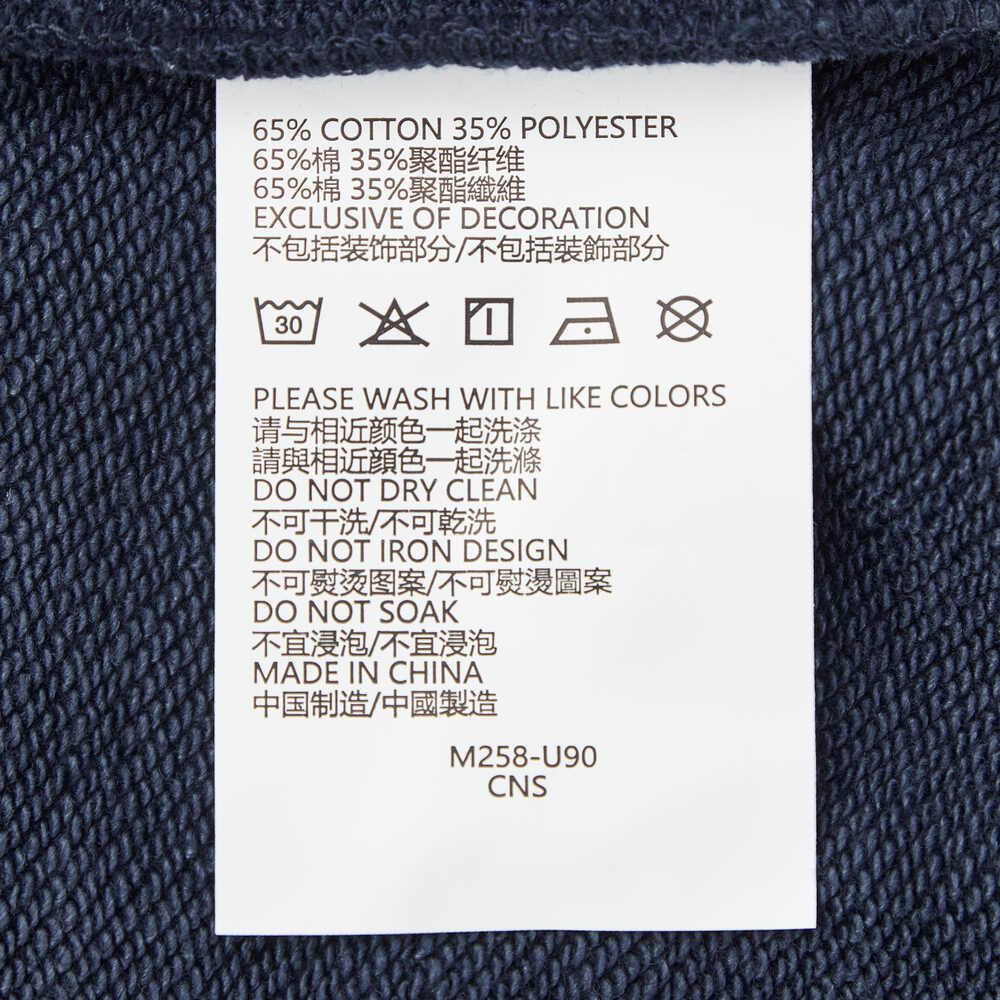 65% COTTON 35% POLYESTER
65%棉 35%聚酯纤维
65%棉 35%聚酯纖維
EXCLUSIVE OF DECORATION
不包括装饰部分/不包括裝飾部分
30
PLEASE WASH WITH LIKE COLORS
请与相近颜色一起洗涤
請與相近顏色一起洗滌
DO NOT DRY CLEAN
不可干洗/不可乾洗
DO NOT IRON DESIGN
不可熨烫图案/不可熨燙圖案
DO NOT SOAK
不宜浸泡/不宜浸泡
MADE IN CHINA
中国制造/中國製造
M258-U90
CNS